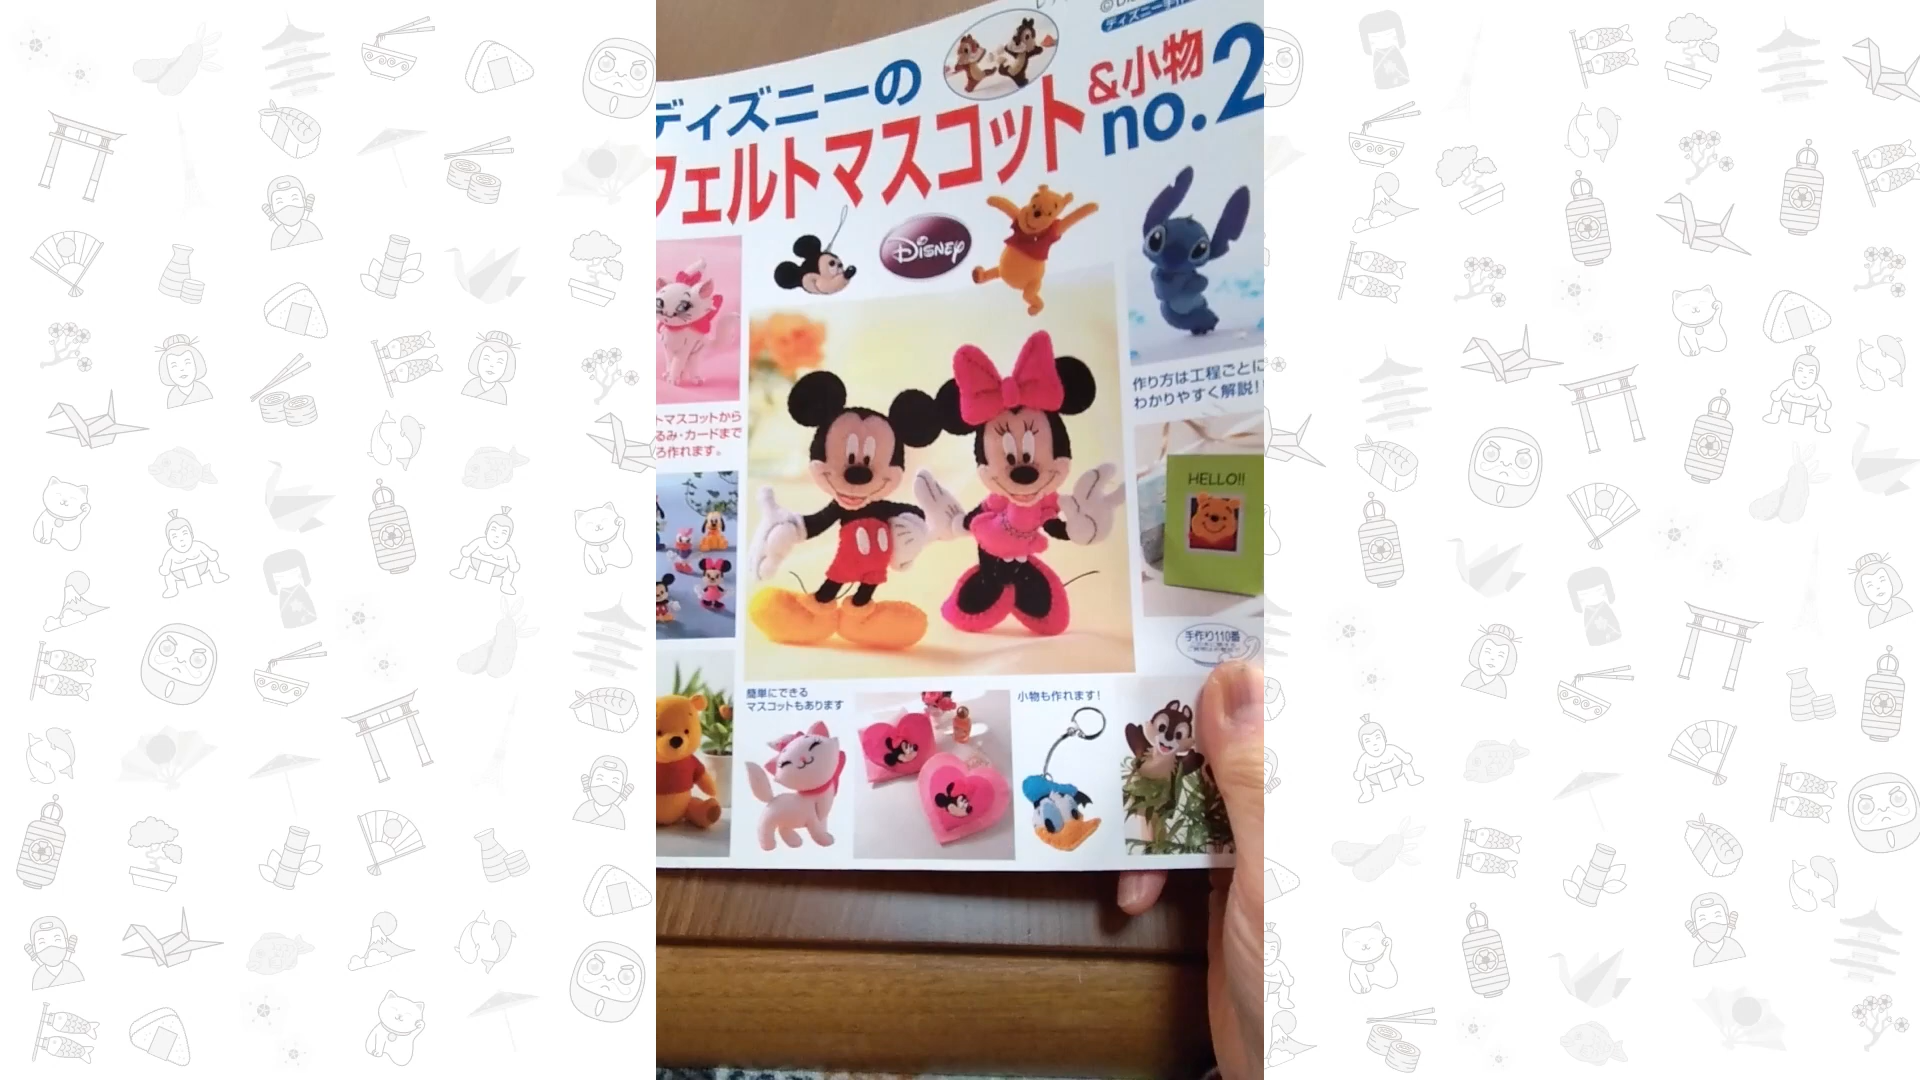 ディズニーの
フェルトマスコット
&小物
no.2
Disney
作り方は工程ごとに
わかりやすく解説!
トマスコットから
るみ・カードまで
ろ作れます。
HELLO!!
手作り110番
簡単にできる
マスコットもあります
小物も作れます!